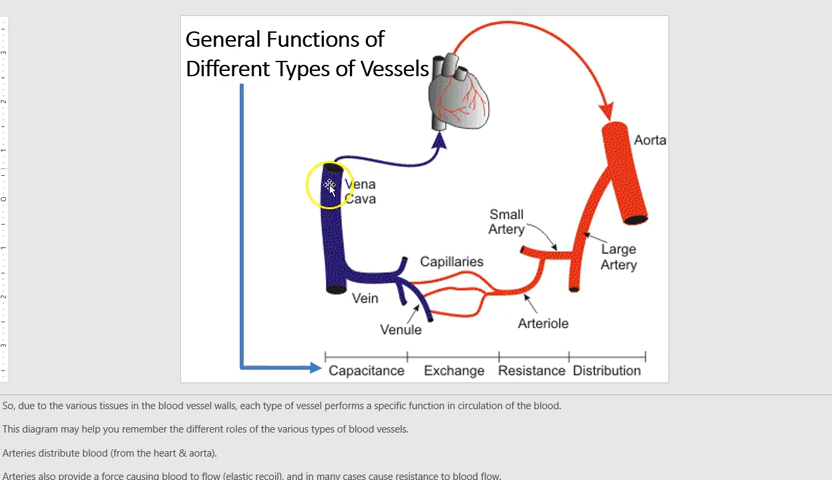 General Functions of
Different Types of Vessels
Aorta
Vena
Cava
Small
Artery
Large
Artery
Capillaries
Vein
Venule
Arteriole
Capacitance Exchange Resistance Distribution
So, due to the various tissues in the blood vessel walls, each type of vessel performs a specific function in circulation of the blood.
This diagram may help you remember the different roles of the various types of blood vessels.
Arteries distribute blood (from the heart & aorta).
Arteries also provide a force causing blood to flow (elastic recoil), and in many cases cause resistance to blood flow.